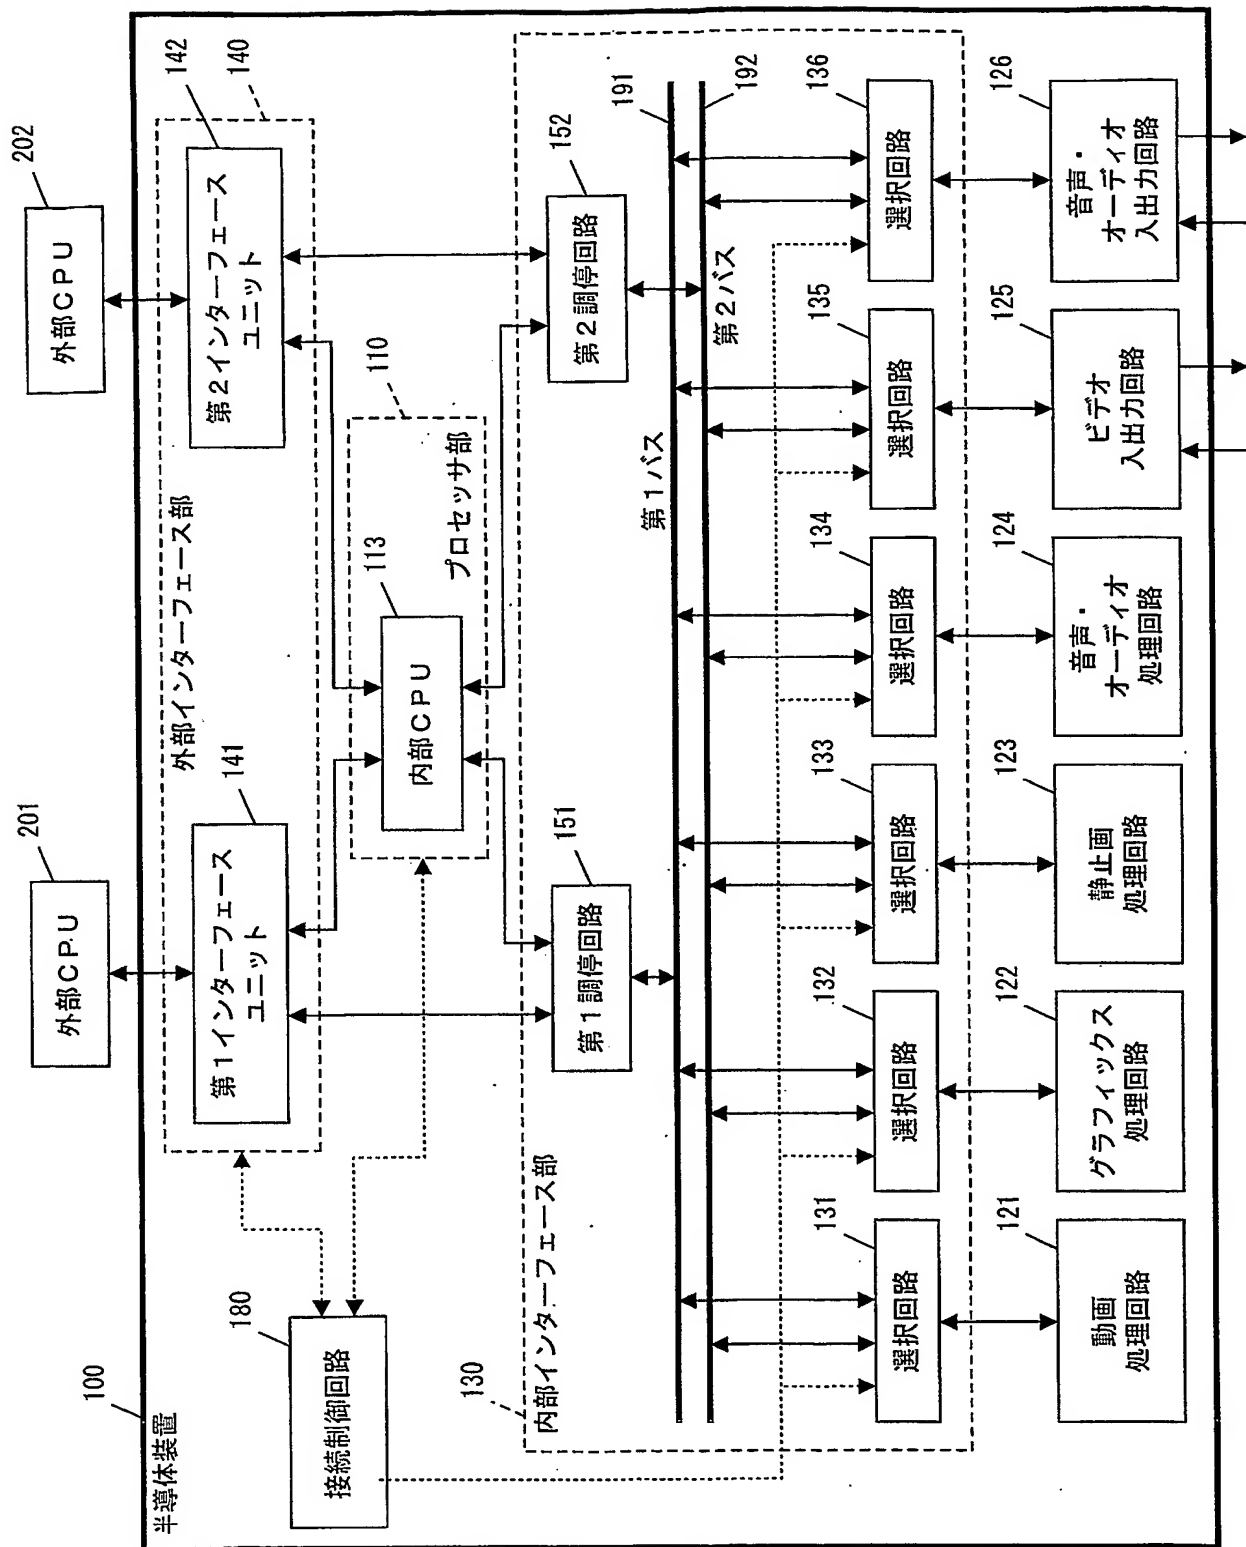 201
外部ＣＰＵ
202
外部ＣＰＵ
100
半導体装置
外部インターフェース部
140
141
第１インターフェース
ユニット
142
第２インターフェース
ユニット
180
接続制御回路
110
プロセッサ部
113
内部ＣＰＵ
130
内部インターフェース部
151
第１調停回路
152
第２調停回路
第１バス
191
第２バス
192
131
選択回路
132
選択回路
133
選択回路
134
選択回路
135
選択回路
136
選択回路
121
動画
処理回路
122
グラフィックス
処理回路
123
静止画
処理回路
124
音声・
オーディオ
処理回路
125
ビデオ
入出力回路
126
音声・
オーディオ
入出力回路